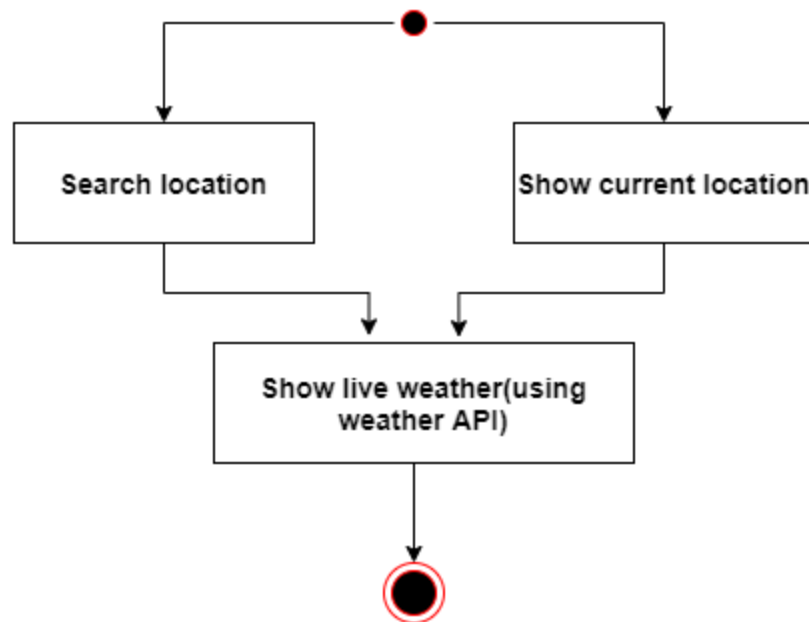 Search location
Show current location
Show live weather(using
weather API)